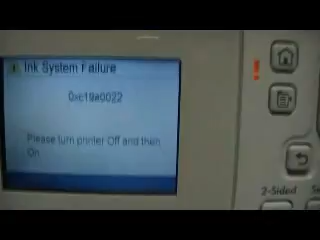 Ink System Failure
0xc19a0022
Please turn printer Off and then
On
2-Sided